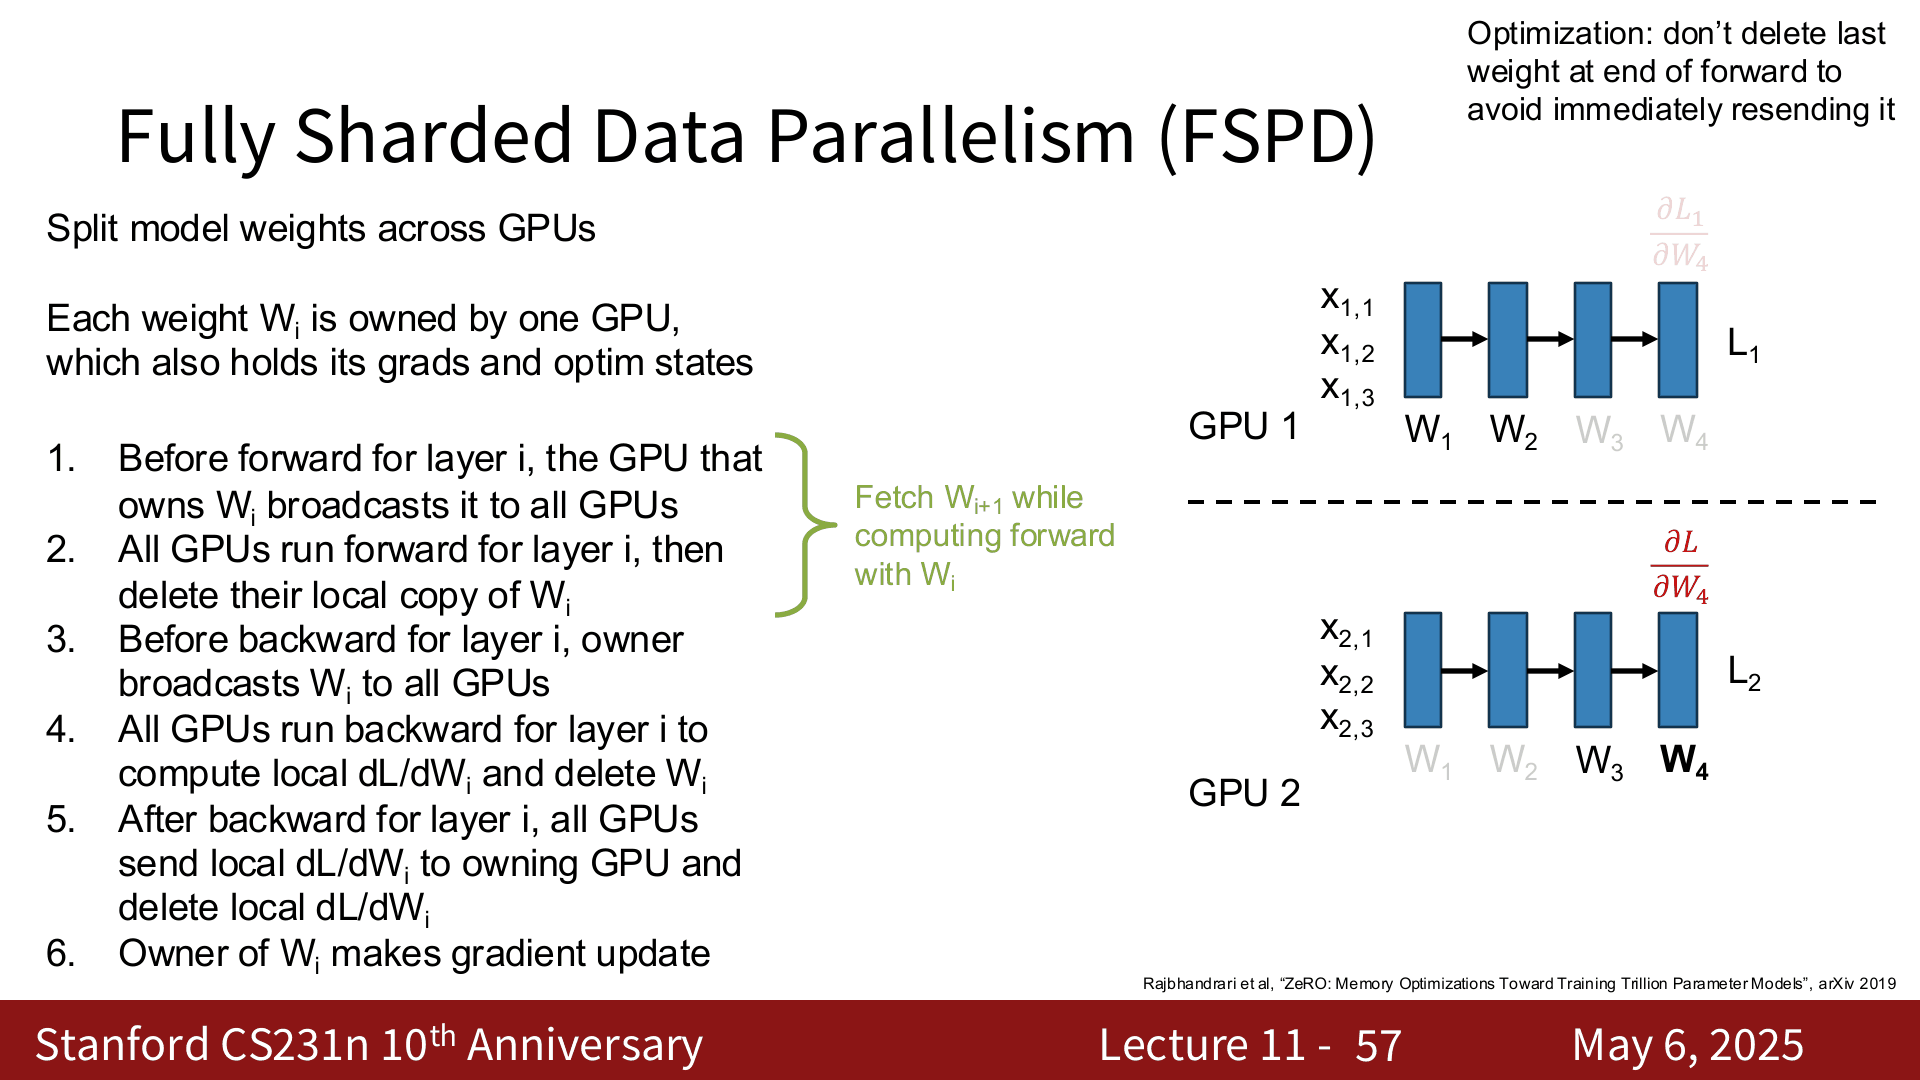 Optimization: don’t delete last
weight at end of forward to
avoid immediately resending it
Fully Sharded Data Parallelism (FSPD)
Split model weights across GPUs
Each weight Wi is owned by one GPU,
which also holds its grads and optim states
1. Before forward for layer i, the GPU that
owns Wi broadcasts it to all GPUs
2. All GPUs run forward for layer i, then
delete their local copy of Wi
3. Before backward for layer i, owner
broadcasts Wi to all GPUs
4. All GPUs run backward for layer i to
compute local dL/dWi and delete Wi
5. After backward for layer i, all GPUs
send local dL/dWi to owning GPU and
delete local dL/dWi
6. Owner of Wi makes gradient update
Fetch Wi+1 while
computing forward
with Wi
∂L1
∂W4
x1,1
x1,2
x1,3
L1
GPU 1
W1 W2 W3 W4
∂L
∂W4
x2,1
x2,2
x2,3
L2
W1 W2 W3 W4
GPU 2
Rajbhandrari et al, “ZeRO: Memory Optimizations Toward Training Trillion Parameter Models”, arXiv 2019
Stanford CS231n 10th Anniversary
Lecture 11 - 57
May 6, 2025